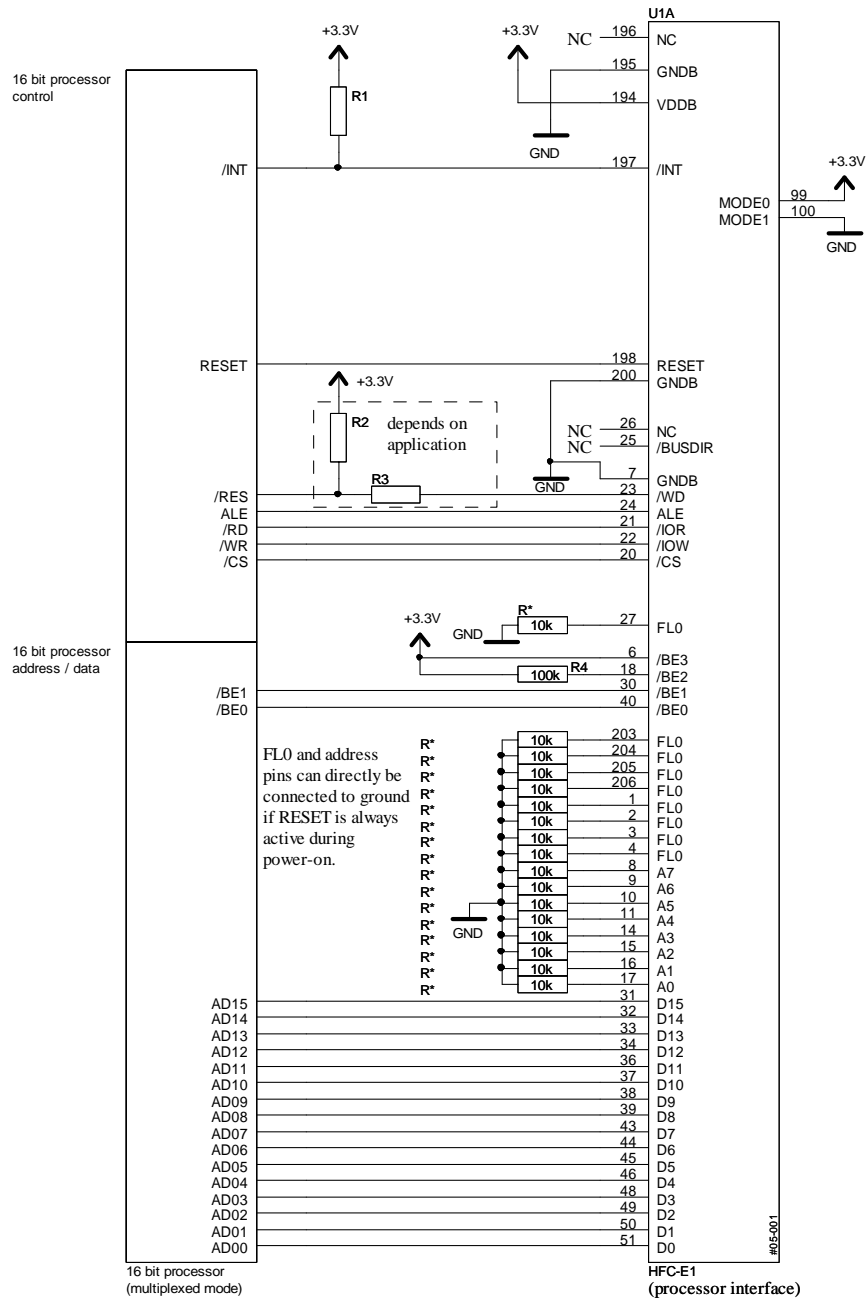 U1A
+3.3V
+3.3V
NC 196 NC
195 GNDB
194 VDDB
GND
16 bit processor
control
R1
/INT 197 /INT
+3.3V
MODE0 99
MODE1 100
GND
RESET 198 RESET
200 GNDB
+3.3V
R2
depends on
application
NC 26 NC
NC 25 /BUSDIR
7 GNDB
GND
R3
/RES 23 /WD
ALE 24 ALE
/RD 21 /IOR
/WR 22 /IOW
/CS 20 /CS
+3.3V
R*
GND 10k 27 FL0
16 bit processor
address / data
6 /BE3
100k R4 18 /BE2
/BE1 30 /BE1
/BE0 40 /BE0
FL0 and address
pins can directly be
connected to ground
if RESET is always
active during
power-on.
R* 10k 203 FL0
R* 10k 204 FL0
R* 10k 205 FL0
R* 10k 206 FL0
R* 10k 1 FL0
R* 10k 2 FL0
R* 10k 3 FL0
R* 10k 4 FL0
R* 10k 8 A7
R* 10k 9 A6
R* 10k 10 A5
R* 10k 11 A4
GND
R* 10k 14 A3
R* 10k 15 A2
R* 10k 16 A1
R* 10k 17 A0
AD15 31 D15
AD14 32 D14
AD13 33 D13
AD12 34 D12
AD11 36 D11
AD10 37 D10
AD09 38 D9
AD08 39 D8
AD07 43 D7
AD06 44 D6
AD05 45 D5
AD04 46 D4
AD03 48 D3
AD02 49 D2
AD01 50 D1
AD00 51 D0
#05-001
16 bit processor
(multiplexed mode)
HFC-E1
(processor interface)